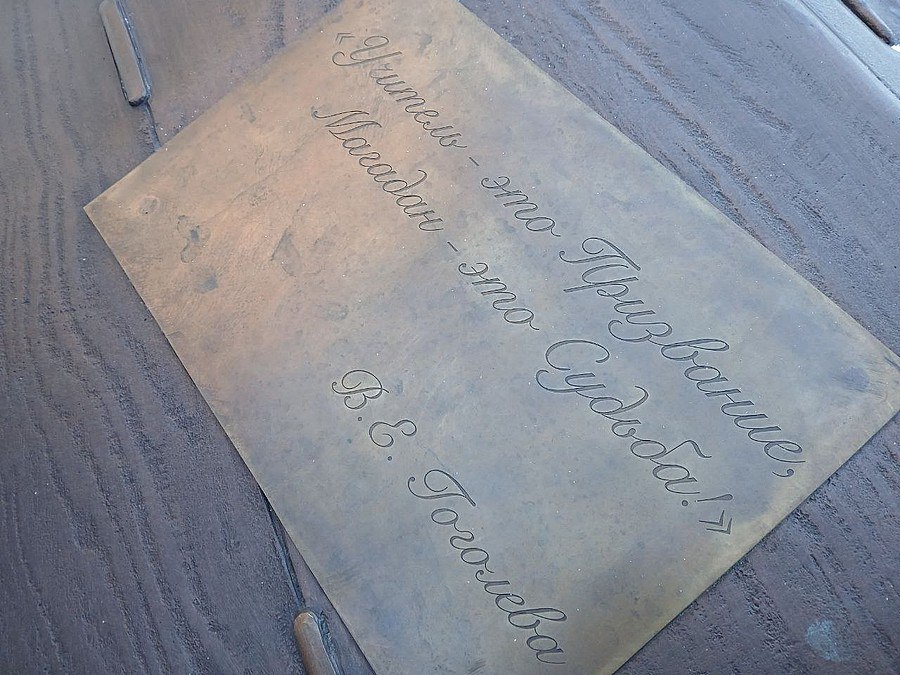 «Учитель - это Призвание,
Магадан - это Судьба!»
В.Е. Гоголева